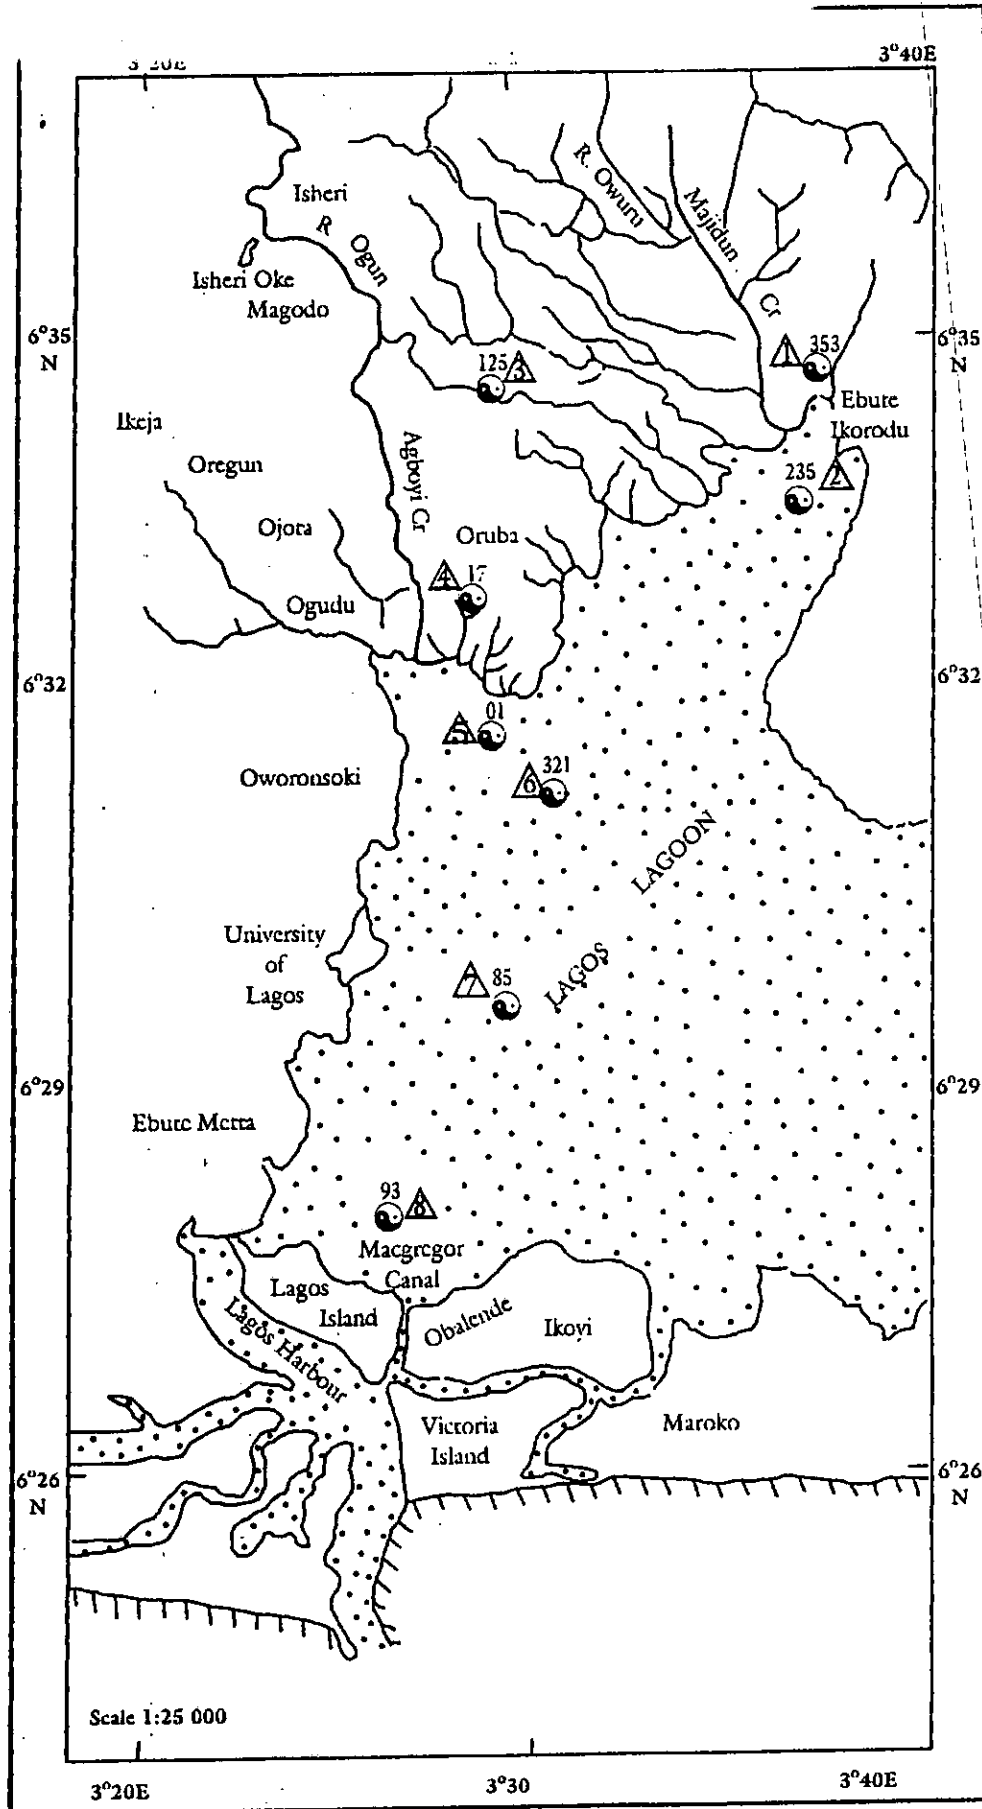 3°20E
3°40E
R. Owuru
Majidun
Cr
Isheri
R Ogun
Isheri Oke
Magodo
6°35
N
6°35
N
1
353
125
3
Ebute
Ikorodu
Ikeja
Agboyi Cr
Oregun
235
2
Ojota
Oruba
4
17
Ogudu
6°32
6°32
01
5
Oworonsoki
321
6
LAGOON
University
of
Lagos
LAGOS
7
85
6°29
6°29
Ebute Metta
93
8
Macgregor
Canal
Lagos
Island
Obalende
Ikoyi
Lagos Harbour
Victoria
Island
Maroko
6°26
N
6°26
N
Scale 1:25 000
3°20E
3°30
3°40E